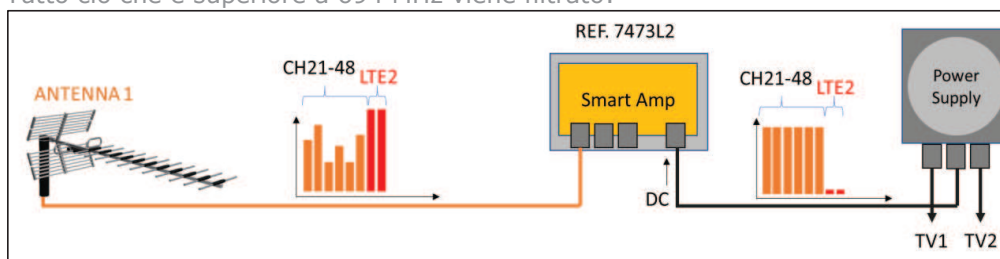 Tutto ciò che è superiore a 694 MHz viene filtrato.
REF. 7473L2
CH21-48
LTE2
ANTENNA 1
Smart Amp
CH21-48
LTE2
Power
Supply
DC
TV1
TV2